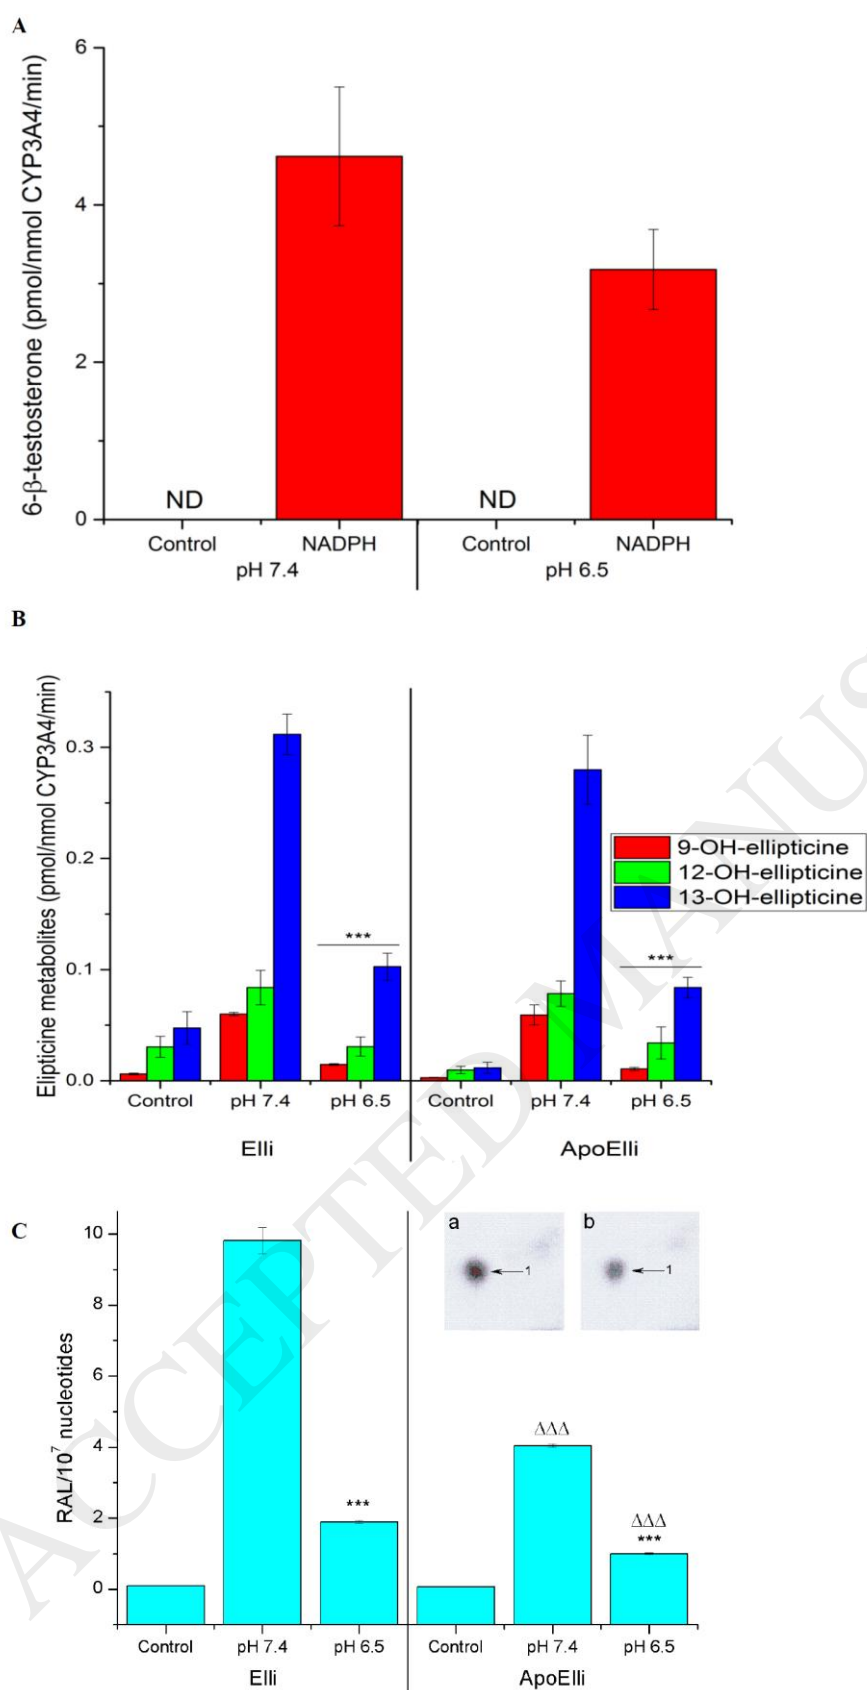 A
6-β-testosterone (pmol/nmol CYP3A4/min)
6
4
2
0
ND
ND
Control
NADPH
Control
NADPH
pH 7.4
pH 6.5
B
Elipticine metabolites (pmol/nmol CYP3A4/min)
0.3
0.2
0.1
0.0
***
***
9-OH-ellipticine
12-OH-ellipticine
13-OH-ellipticine
Control
pH 7.4
pH 6.5
Control
pH 7.4
pH 6.5
Elli
ApoElli
C
RAL/10⁷ nucleotides
10
8
6
4
2
0
a
1
b
1
***
ΔΔΔ
ΔΔΔ
***
Control
pH 7.4
pH 6.5
Control
pH 7.4
pH 6.5
Elli
ApoElli
ACCEPTED MANUS